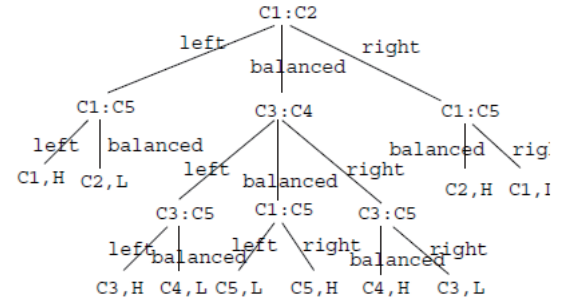 C1:C2
left balanced right
C1:C5 C3:C4 C1:C5
left balanced left balanced right balanced
C1,H C2,L C2,H
C3:C5 C1:C5 C3:C5
left balanced left right balanced right
C3,H C4,L C5,L C5,H C4,H C3,L